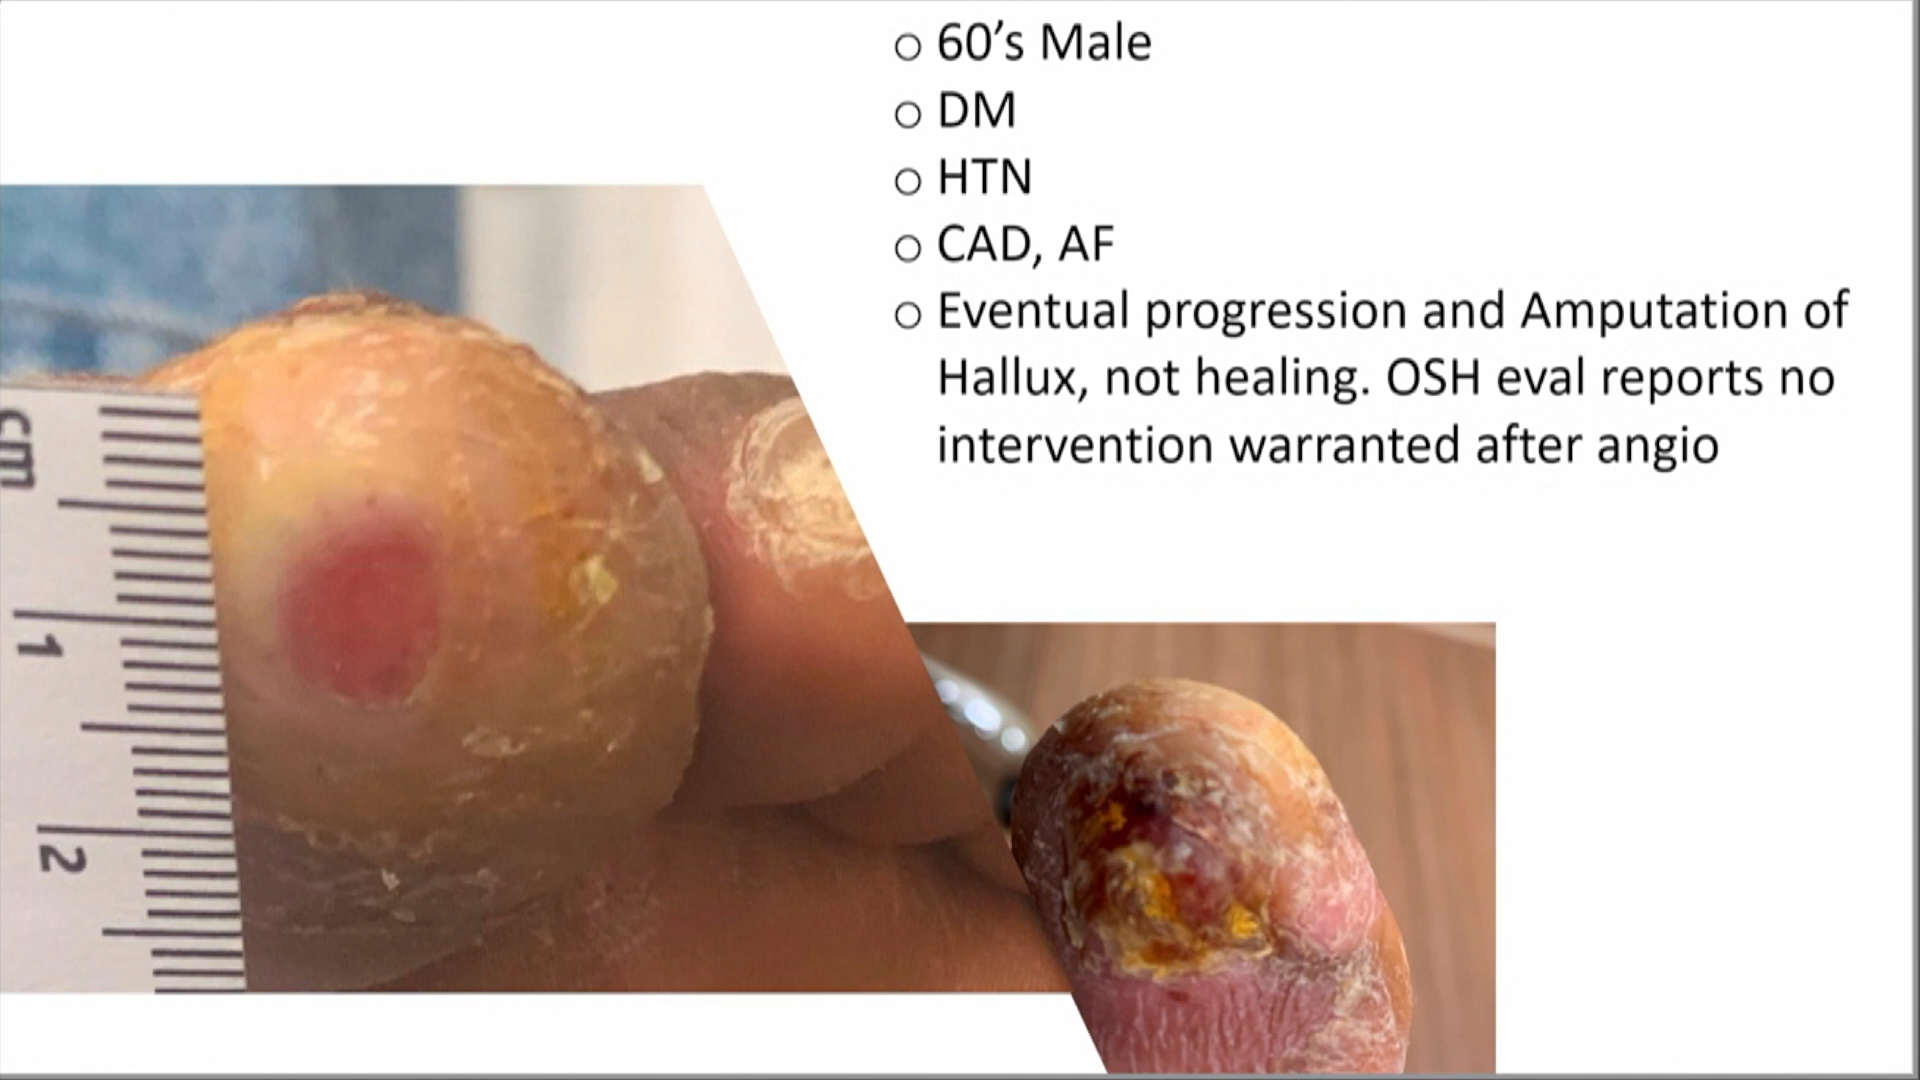 ○ 60’s Male
○ DM
○ HTN
○ CAD, AF
○ Eventual progression and Amputation of
Hallux, not healing. OSH eval reports no
intervention warranted after angio
cm
1
2